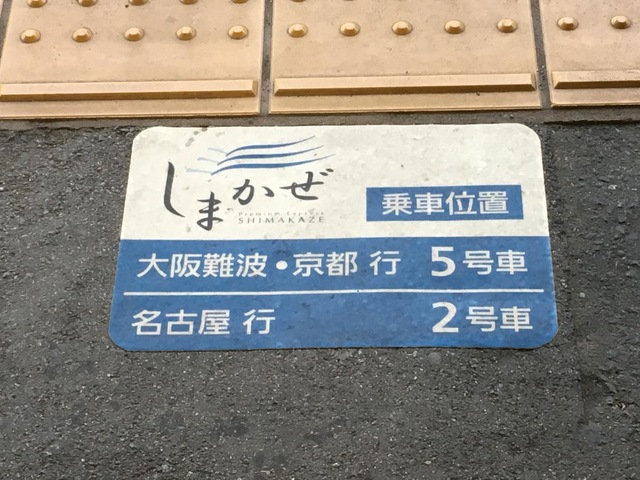 しまかぜ
Premium Express
SHIMAKAZE
乗車位置
大阪難波・京都 行 5号車
名古屋 行 2号車